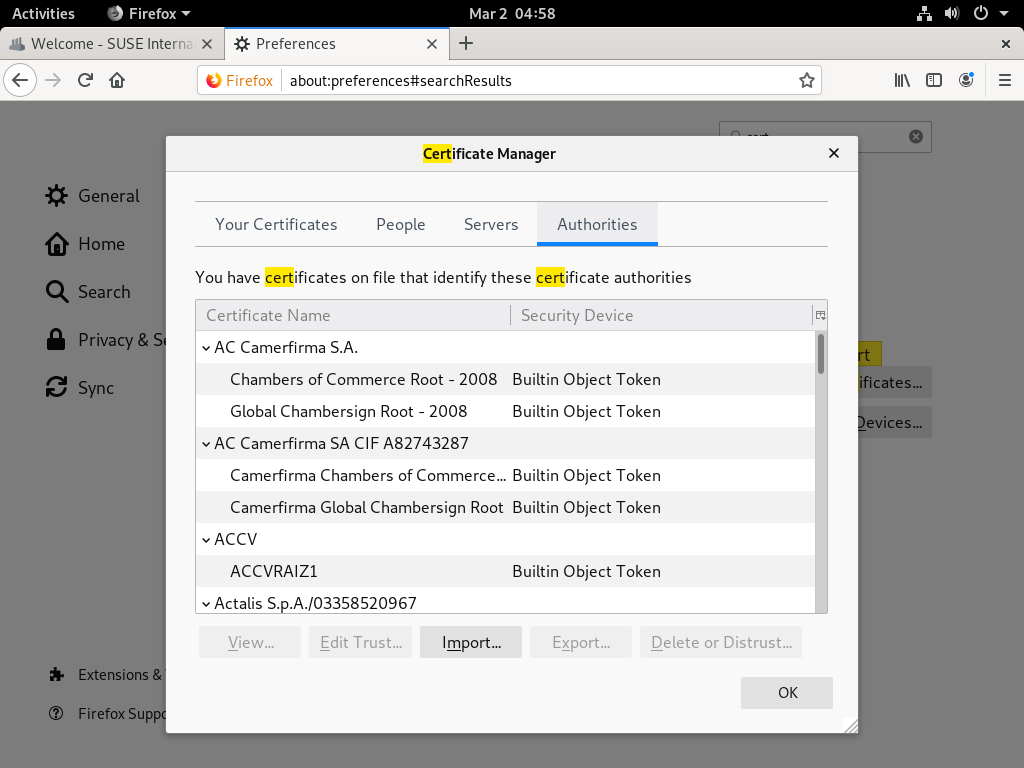 Activities
Firefox
Mar 2 04:58
Welcome - SUSE Interna
Preferences
Firefox
about:preferences#searchResults
Certificate Manager
General
Home
Search
Privacy & Se
Sync
Your Certificates
People
Servers
Authorities
You have certificates on file that identify these certificate authorities
Certificate Name
Security Device
AC Camerfirma S.A.
Chambers of Commerce Root - 2008
Builtin Object Token
Global Chambersign Root - 2008
Builtin Object Token
AC Camerfirma SA CIF A82743287
Camerfirma Chambers of Commerce...
Builtin Object Token
Camerfirma Global Chambersign Root
Builtin Object Token
ACCV
ACCVRAIZ1
Builtin Object Token
Actalis S.p.A./03358520967
rt
ificates...
Devices...
View...
Edit Trust...
Import...
Export...
Delete or Distrust...
OK
Extensions &
Firefox Suppo